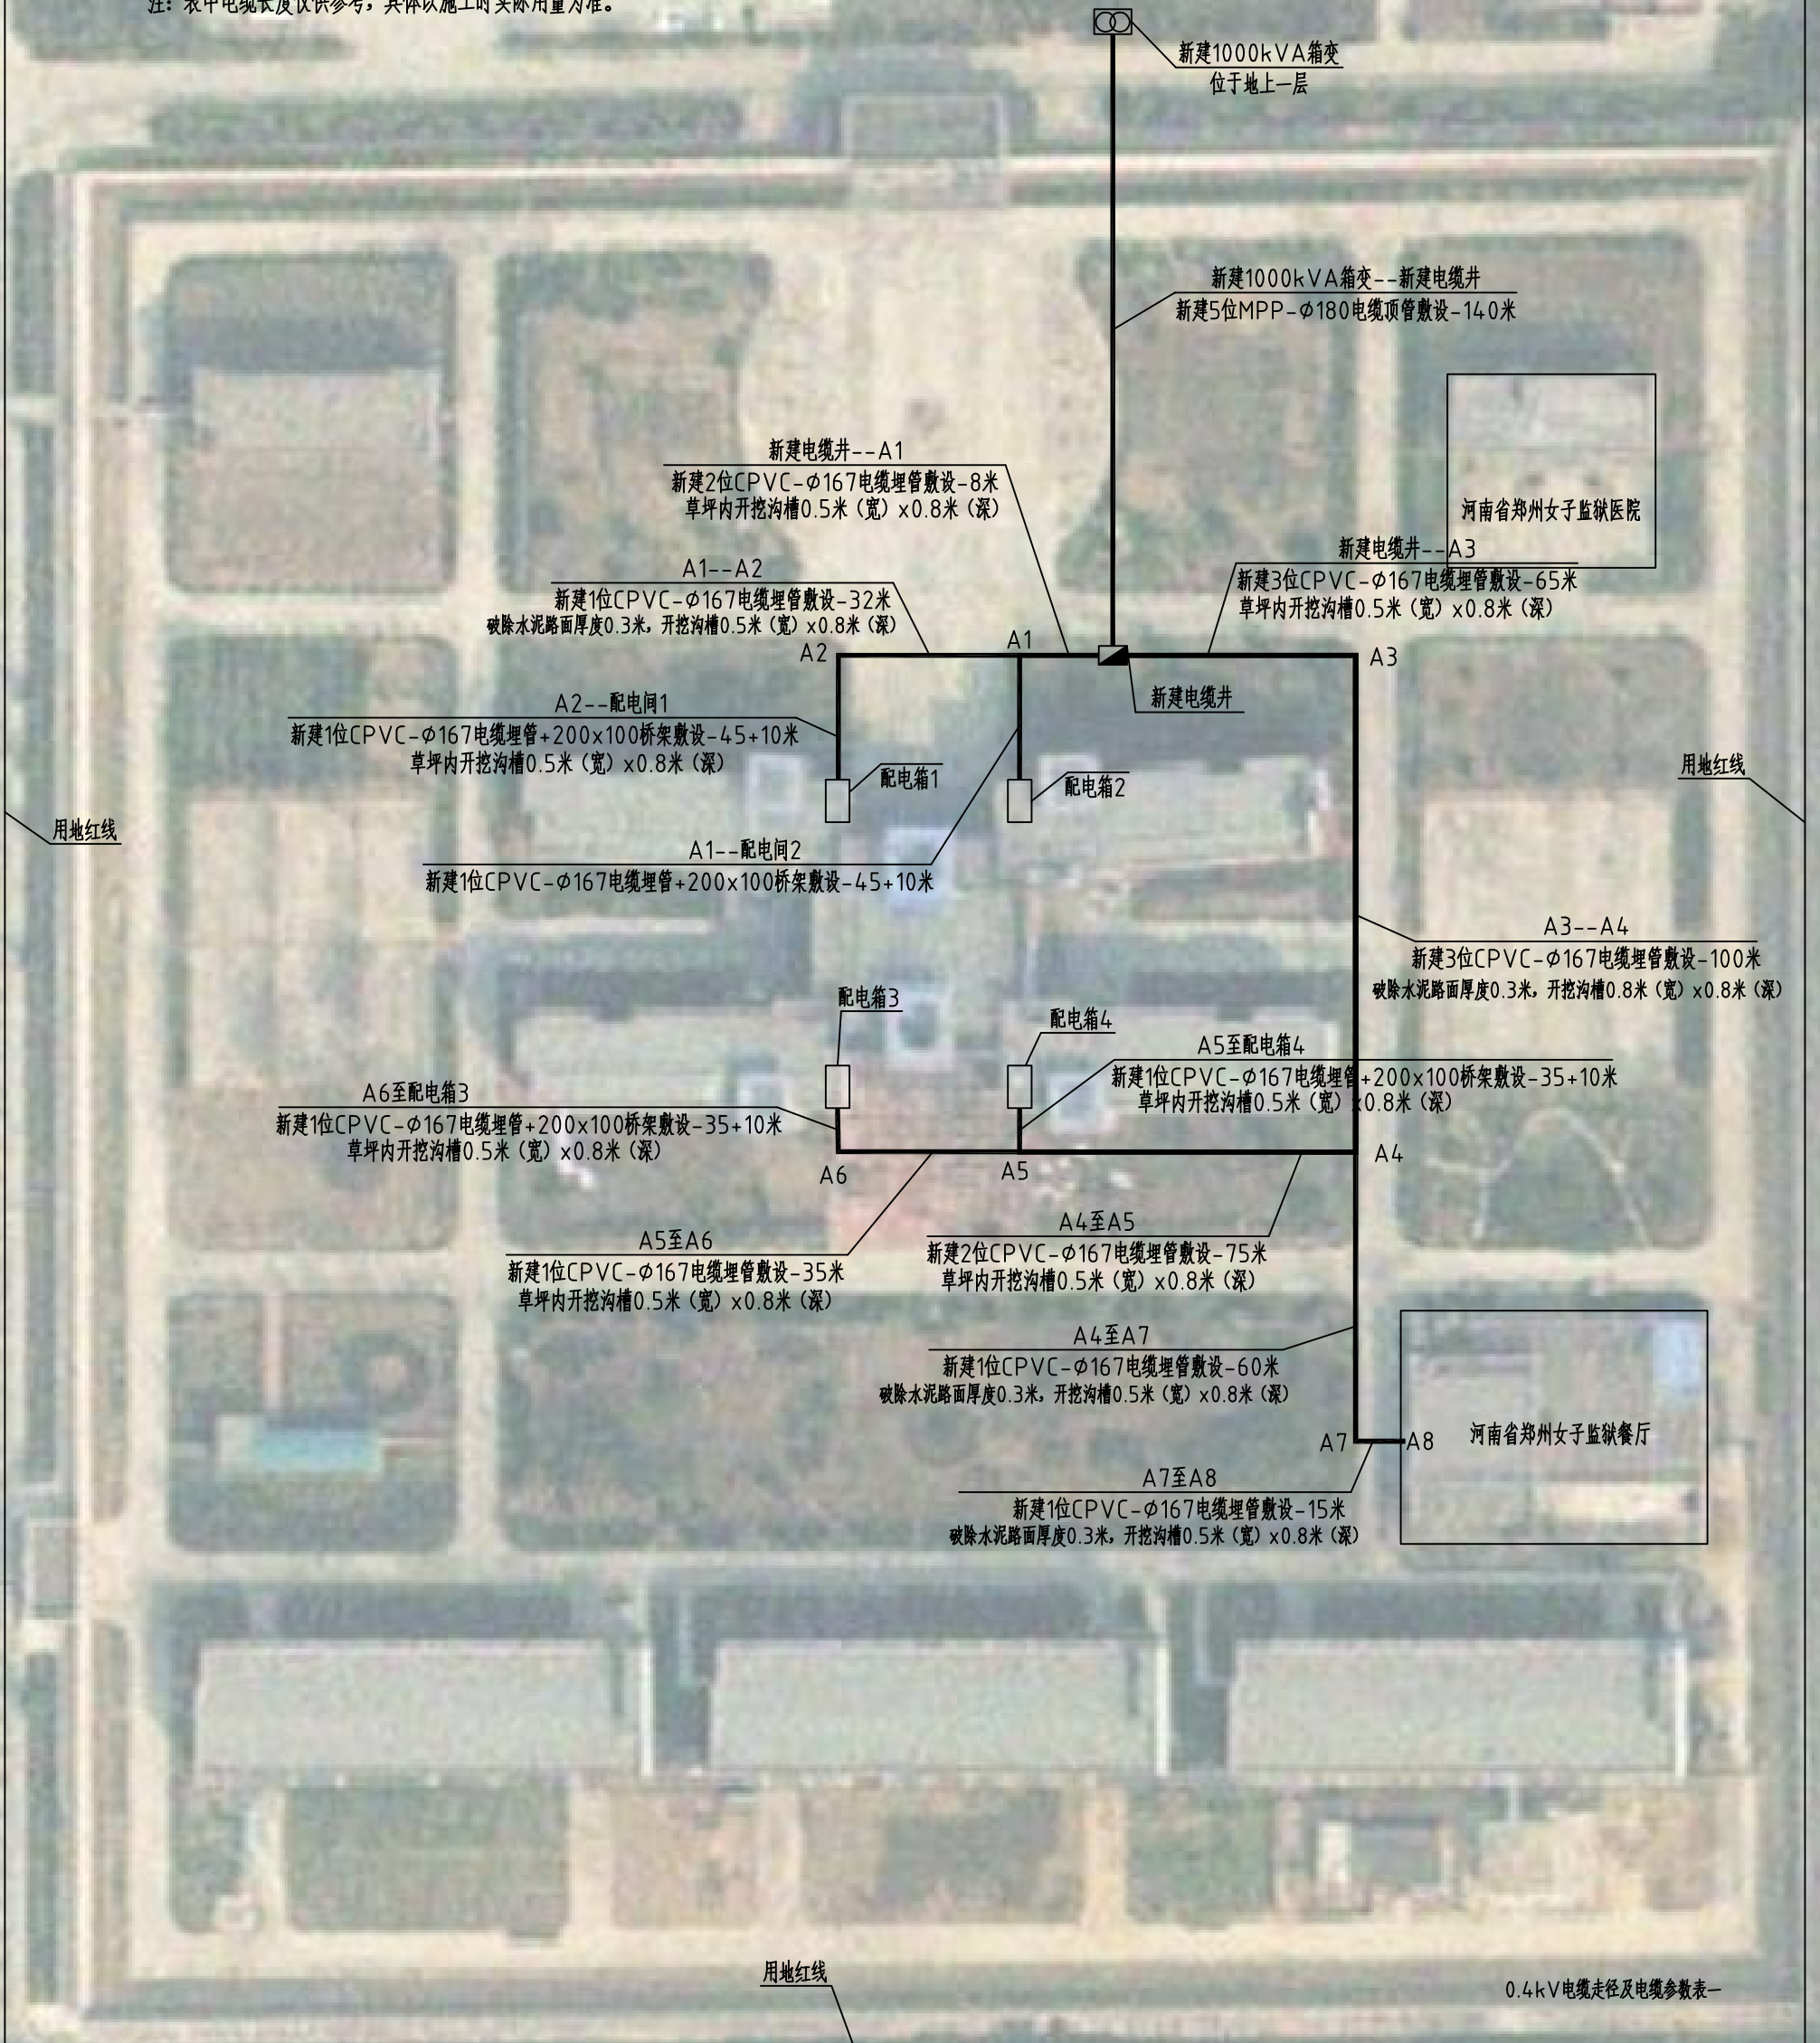 注：表中电缆长度仅供参考，具体以施工时实际用量为准。
新建1000kVA箱变
位于地上一层
新建1000kVA箱变--新建电缆井
新建5位MPP-Φ180电缆顶管敷设-140米
新建电缆井--A1
新建2位CPVC-Φ167电缆埋管敷设-8米
草坪内开挖沟槽0.5米（宽）x0.8米（深）
河南省郑州女子监狱医院
新建电缆井--A3
新建3位CPVC-Φ167电缆埋管敷设-65米
草坪内开挖沟槽0.5米（宽）x0.8米（深）
A1--A2
新建1位CPVC-Φ167电缆埋管敷设-32米
破除水泥路面厚度0.3米，开挖沟槽0.5米（宽）x0.8米（深）
A2
A1
A3
新建电缆井
A2--配电间1
新建1位CPVC-Φ167电缆埋管+200x100桥架敷设-45+10米
草坪内开挖沟槽0.5米（宽）x0.8米（深）
配电箱1
配电箱2
用地红线
用地红线
A1--配电间2
新建1位CPVC-Φ167电缆埋管+200x100桥架敷设-45+10米
A3--A4
新建3位CPVC-Φ167电缆埋管敷设-100米
破除水泥路面厚度0.3米，开挖沟槽0.8米（宽）x0.8米（深）
配电箱3
配电箱4
A5至配电箱4
新建1位CPVC-Φ167电缆埋管+200x100桥架敷设-35+10米
草坪内开挖沟槽0.5米（宽）x0.8米（深）
A6至配电箱3
新建1位CPVC-Φ167电缆埋管+200x100桥架敷设-35+10米
草坪内开挖沟槽0.5米（宽）x0.8米（深）
A6
A5
A4
A5至A6
新建1位CPVC-Φ167电缆埋管敷设-35米
草坪内开挖沟槽0.5米（宽）x0.8米（深）
A4至A5
新建2位CPVC-Φ167电缆埋管敷设-75米
草坪内开挖沟槽0.5米（宽）x0.8米（深）
A4至A7
新建1位CPVC-Φ167电缆埋管敷设-60米
破除水泥路面厚度0.3米，开挖沟槽0.5米（宽）x0.8米（深）
A7
A8
河南省郑州女子监狱餐厅
A7至A8
新建1位CPVC-Φ167电缆埋管敷设-15米
破除水泥路面厚度0.3米，开挖沟槽0.5米（宽）x0.8米（深）
用地红线
0.4kV电缆走径及电缆参数表一